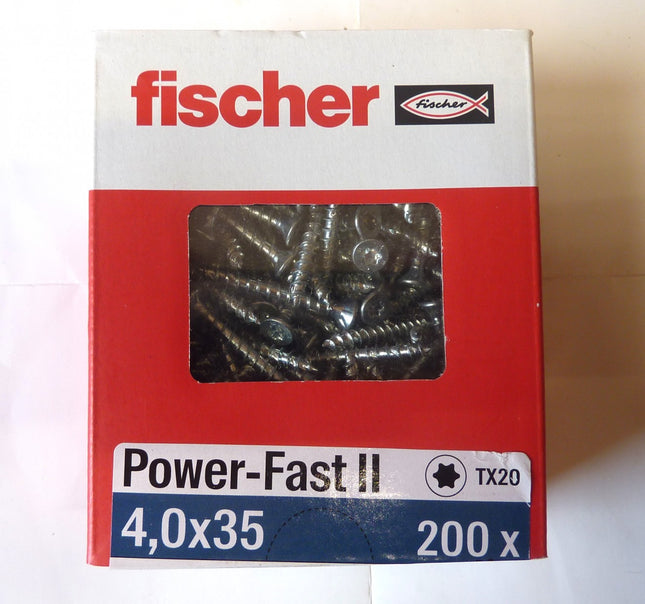 fischer fischer
Power-Fast II TX20
4,0x35 200 x